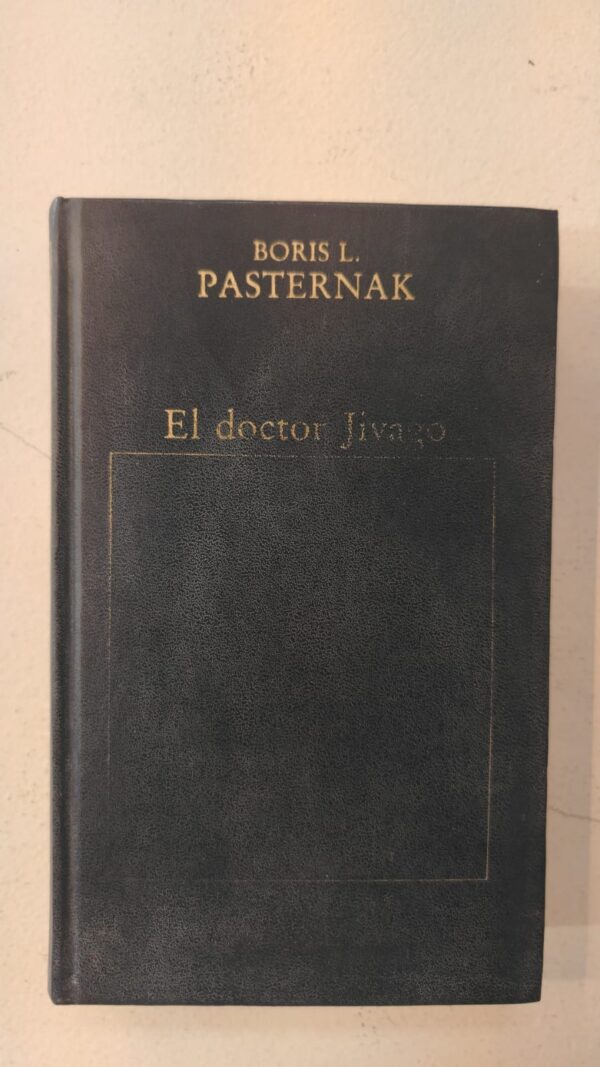 BORIS L.
PASTERNAK
El doctor Jivago